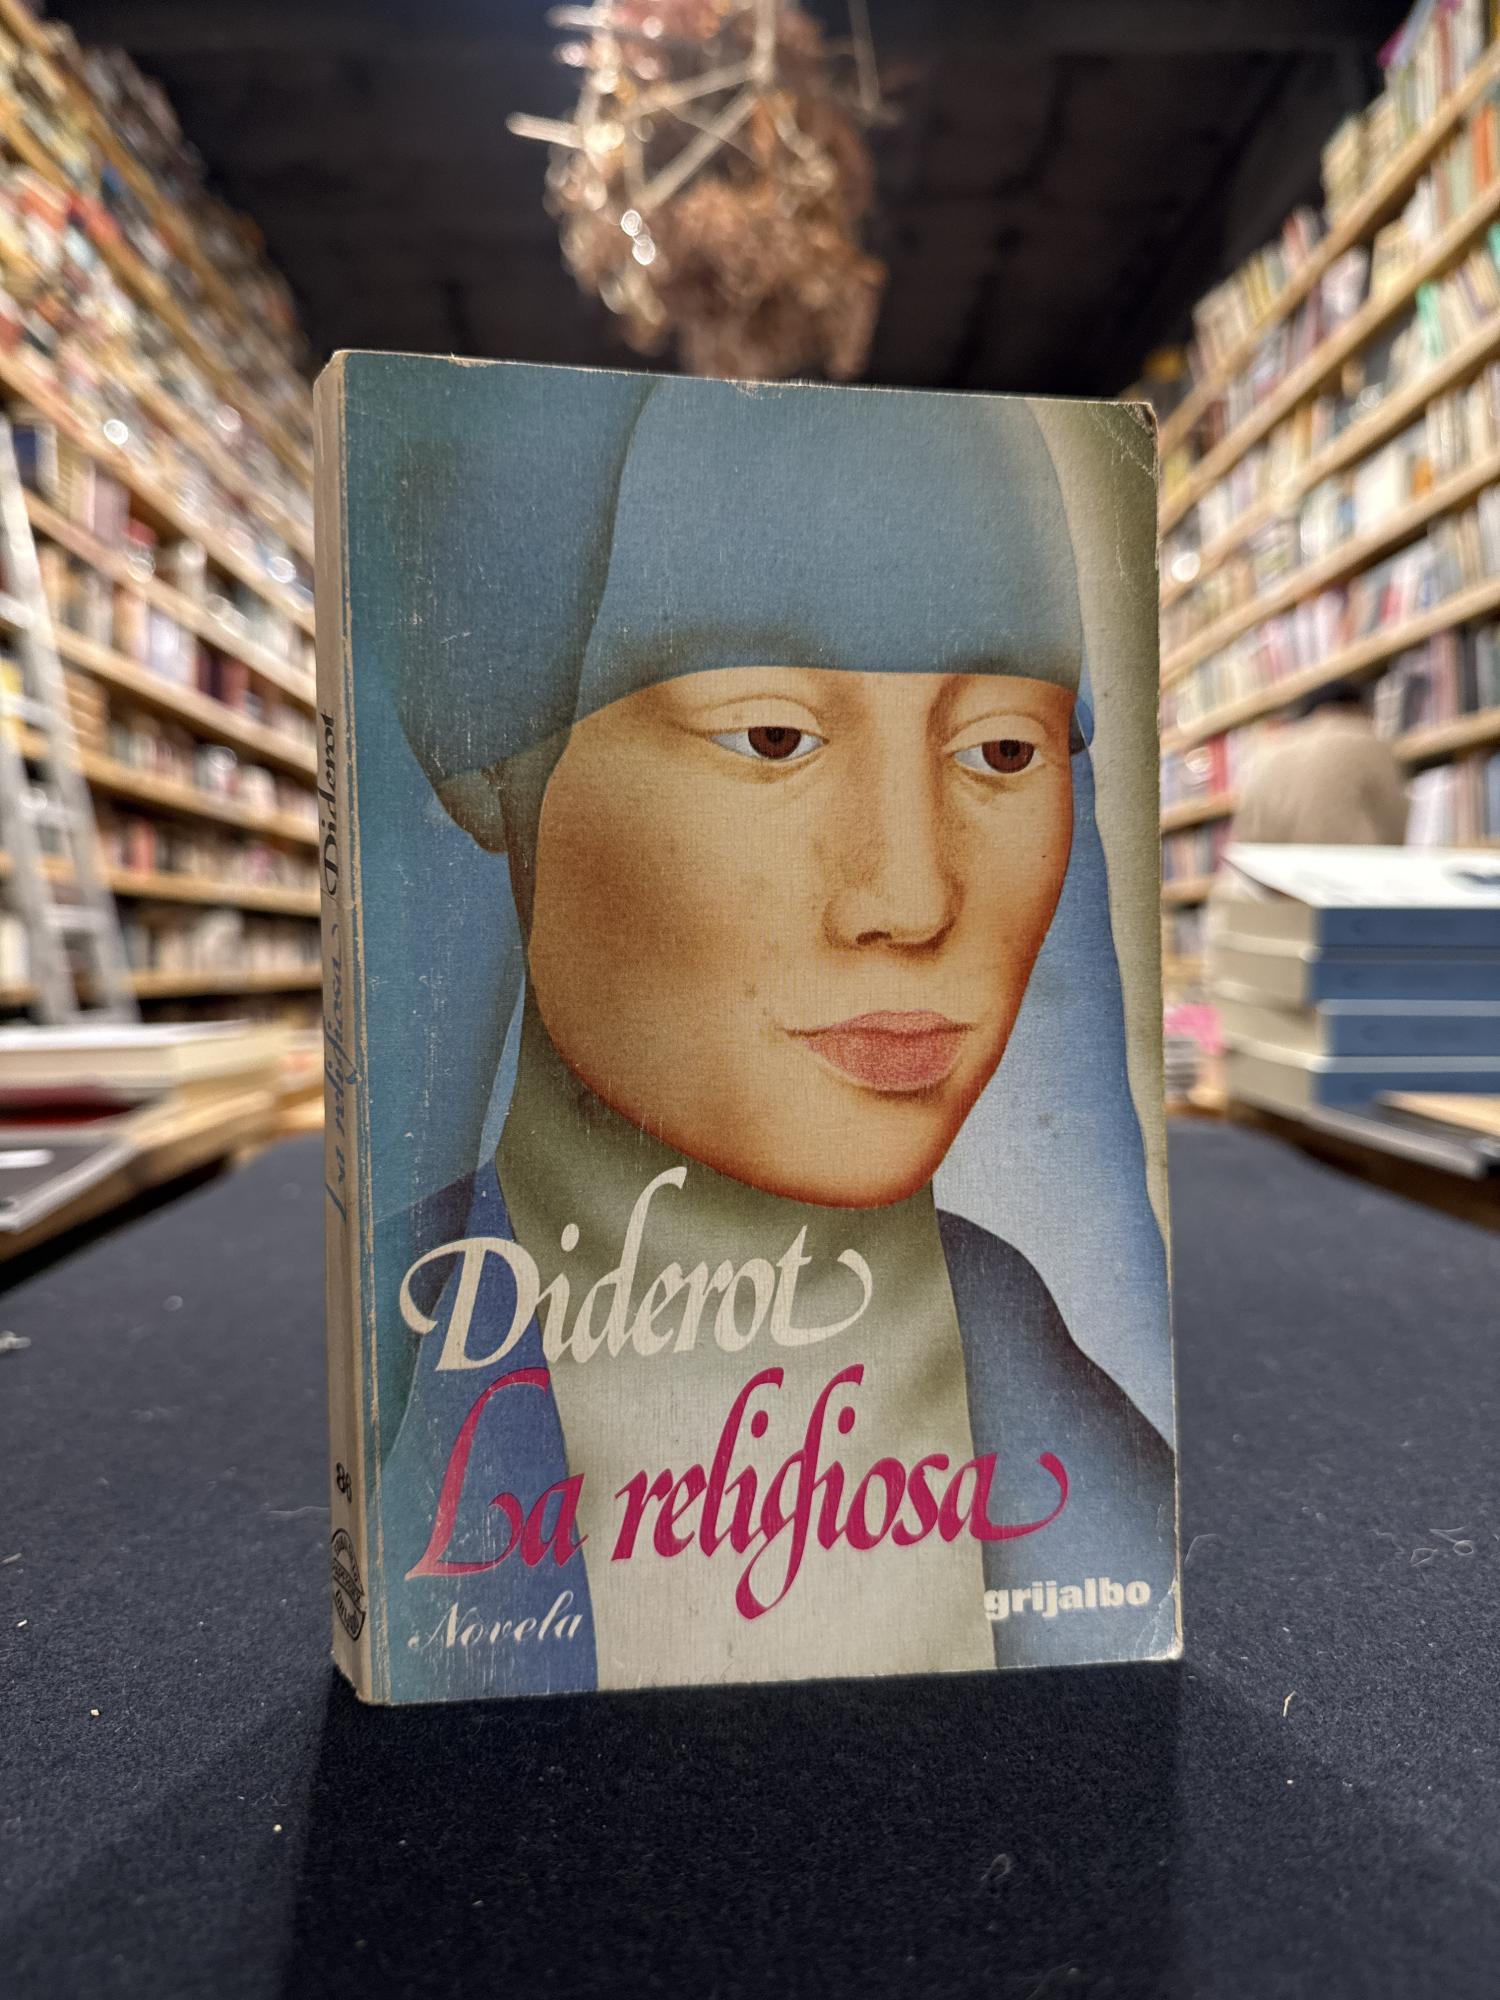 Diderot
La religiosa
Novela
grijalbo
Diderot
La religiosa
88